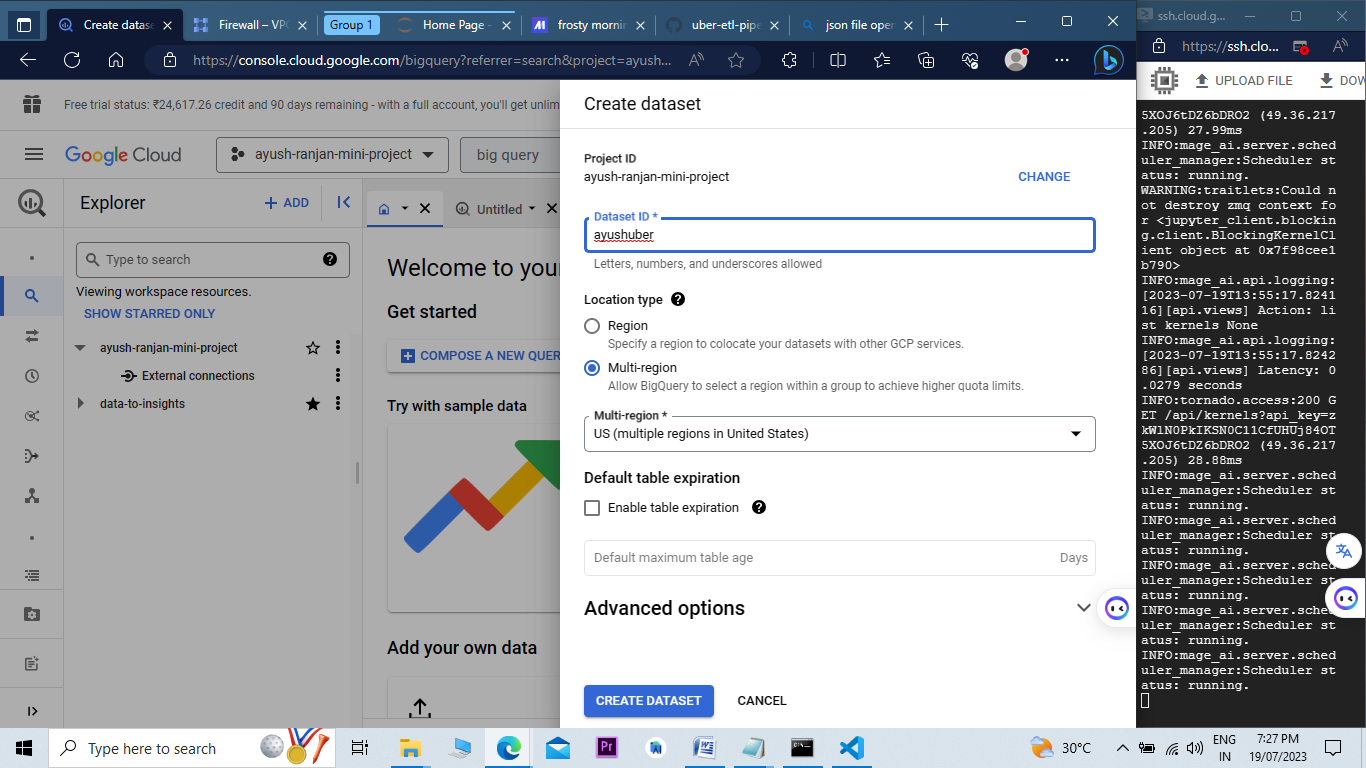 Create datase
Firewall – VPC
Group 1
Home Page -
frosty mornin
uber-etl-pipe
json file oper
ssh.cloud.g...
https://console.cloud.google.com/bigquery?referrer=search&project=ayush...
https://ssh.clo...
Free trial status: ₹24,617.26 credit and 90 days remaining - with a full account, you'll get unlim
Google Cloud
ayush-ranjan-mini-project
big query
Explorer
+ ADD
Untitled
Type to search
Viewing workspace resources.
SHOW STARRED ONLY
ayush-ranjan-mini-project
External connections
data-to-insights
Welcome to your
Get started
COMPOSE A NEW QUER
Try with sample data
Add your own data
Create dataset
Project ID
ayush-ranjan-mini-project
CHANGE
Dataset ID *
ayushuber
Letters, numbers, and underscores allowed
Location type
Region
Specify a region to colocate your datasets with other GCP services.
Multi-region
Allow BigQuery to select a region within a group to achieve higher quota limits.
Multi-region *
US (multiple regions in United States)
Default table expiration
Enable table expiration
Default maximum table age
Days
Advanced options
CREATE DATASET
CANCEL
UPLOAD FILE
DOW
5XOJ6tDZ6bDRO2 (49.36.217
.205) 27.99ms
INFO:mage_ai.server.sched
uler_manager:Scheduler st
atus: running.
WARNING:traitlets:Could n
ot destroy zmq context fo
r <jupyter_client.blockin
g.client.BlockingKernelCl
ient object at 0x7f98cee1
b790>
INFO:mage_ai.api.logging:
[2023-07-19T13:55:17.8241
16][api.views] Action: li
st kernels None
INFO:mage_ai.api.logging:
[2023-07-19T13:55:17.8242
86][api.views] Latency: 0
.0279 seconds
INFO:tornado.access:200 G
ET /api/kernels?api_key=z
kWlN0PkIKSN0C11CfUHUj84OT
5XOJ6tDZ6bDRO2 (49.36.217
.205) 28.88ms
INFO:mage_ai.server.sched
uler_manager:Scheduler st
atus: running.
INFO:mage_ai.server.sched
uler_manager:Scheduler st
atus: running.
INFO:mage_ai.server.sched
uler_manager:Scheduler st
atus: running.
INFO:mage_ai.server.sched
uler_manager:Scheduler st
atus: running.
INFO:mage_ai.server.sched
uler_manager:Scheduler st
atus: running.
Type here to search
Pr
30°C
ENG
IN
7:27 PM
19/07/2023